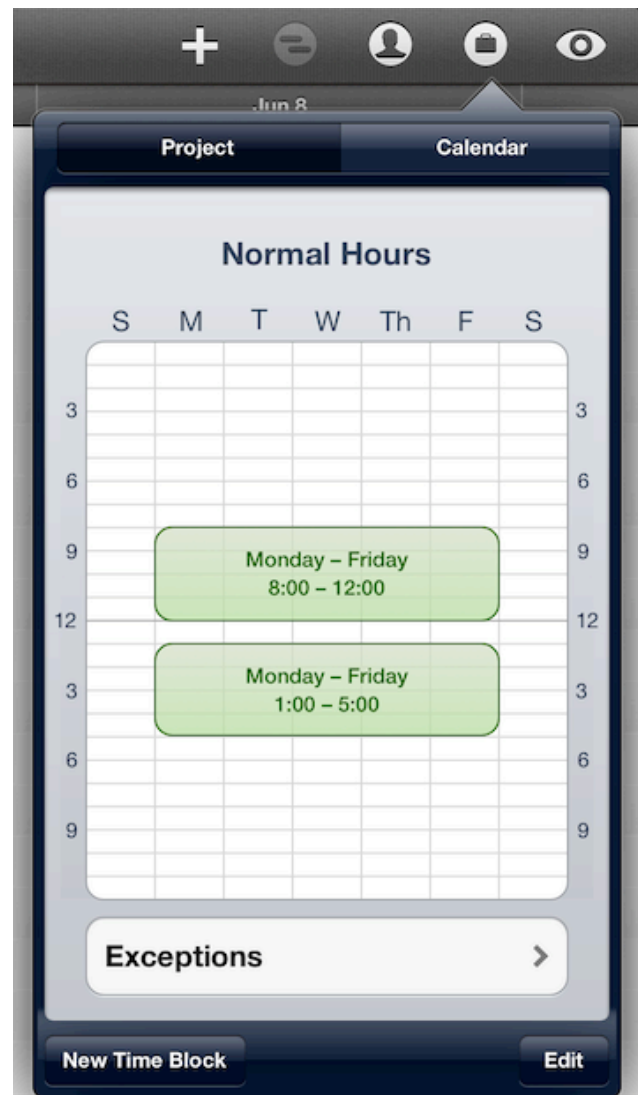 Jun 8
Project Calendar
Normal Hours
S M T W Th F S
3 3
6 6
9 9
Monday – Friday
8:00 – 12:00
12 12
Monday – Friday
1:00 – 5:00
3 3
6 6
9 9
Exceptions
New Time Block Edit